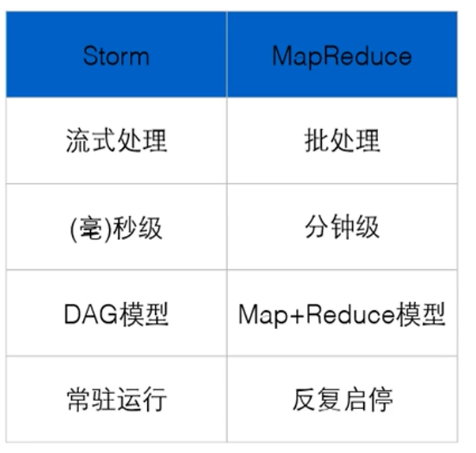 Storm MapReduce
流式处理 批处理
(毫)秒级 分钟级
DAG模型 Map+Reduce模型
常驻运行 反复启停